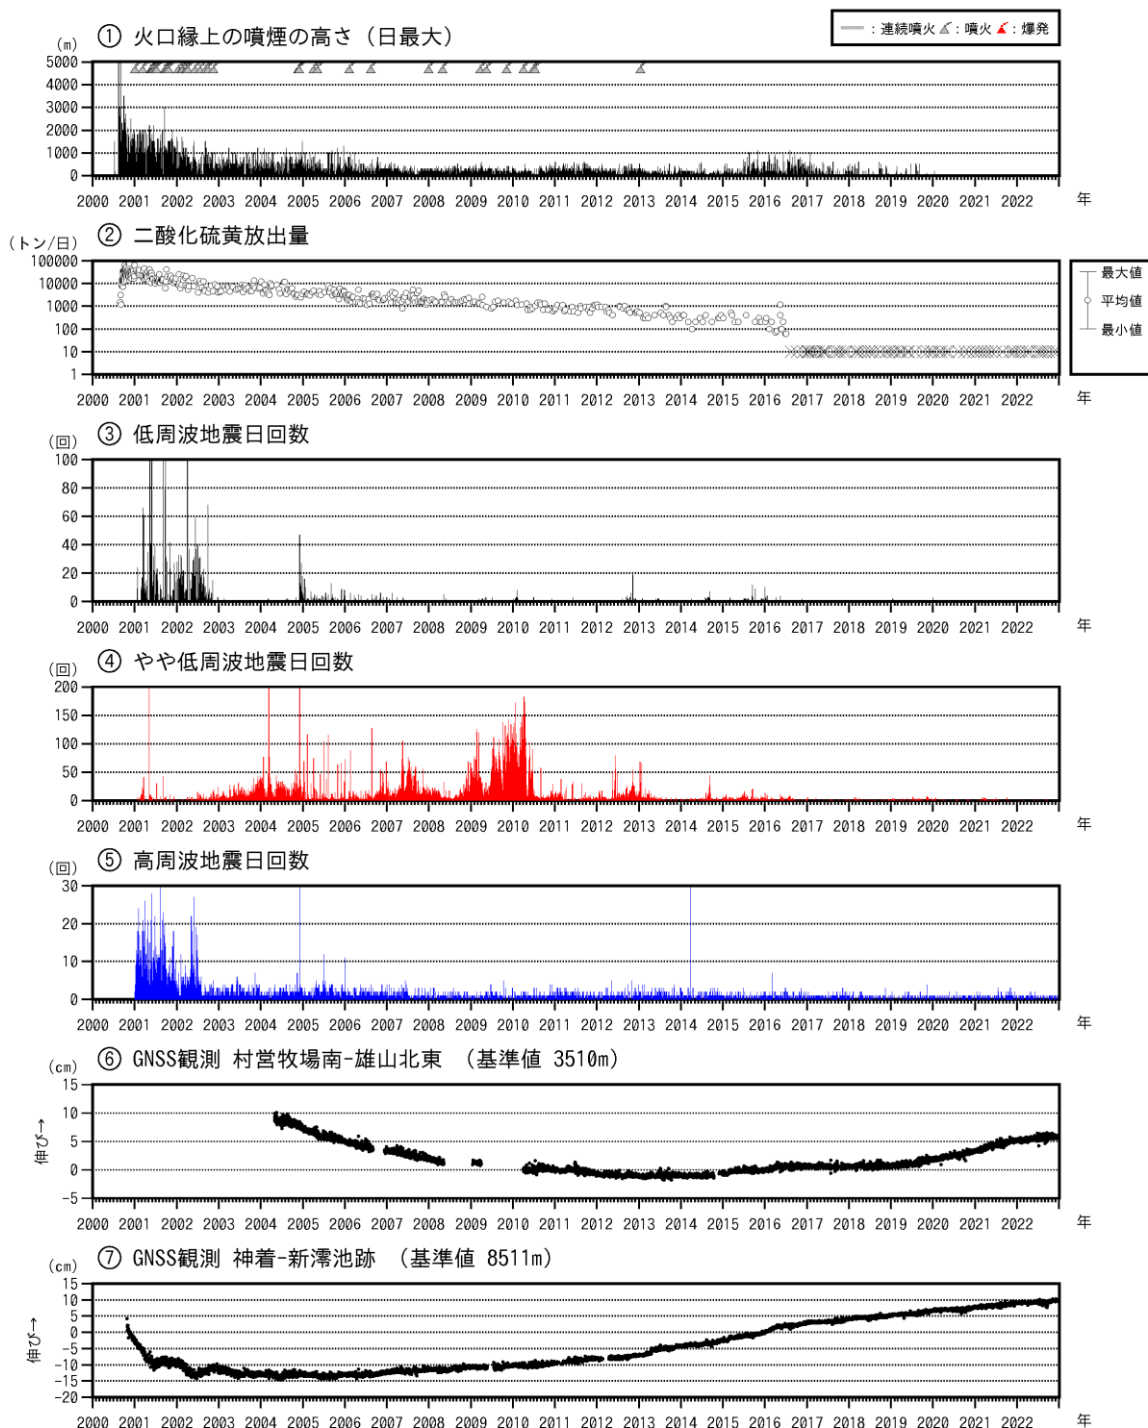 ━━ : 連続噴火 : 噴火 : 爆発
① 火口縁上の噴煙の高さ (日最大)
(m)
5000
4000
3000
2000
1000
0
2000 2001 2002 2003 2004 2005 2006 2007 2008 2009 2010 2011 2012 2013 2014 2015 2016 2017 2018 2019 2020 2021 2022 年
② 二酸化硫黄放出量
(トン/日)
100000
10000
1000
100
10
1
最大値
平均値
最小値
2000 2001 2002 2003 2004 2005 2006 2007 2008 2009 2010 2011 2012 2013 2014 2015 2016 2017 2018 2019 2020 2021 2022 年
③ 低周波地震日回数
(回)
100
80
60
40
20
0
2000 2001 2002 2003 2004 2005 2006 2007 2008 2009 2010 2011 2012 2013 2014 2015 2016 2017 2018 2019 2020 2021 2022 年
④ やや低周波地震日回数
(回)
200
150
100
50
0
2000 2001 2002 2003 2004 2005 2006 2007 2008 2009 2010 2011 2012 2013 2014 2015 2016 2017 2018 2019 2020 2021 2022 年
⑤ 高周波地震日回数
(回)
30
20
10
0
2000 2001 2002 2003 2004 2005 2006 2007 2008 2009 2010 2011 2012 2013 2014 2015 2016 2017 2018 2019 2020 2021 2022 年
⑥ GNSS観測 村営牧場南-雄山北東 (基準値 3510m)
(cm)
15
10
5
0
-5
伸び→
2000 2001 2002 2003 2004 2005 2006 2007 2008 2009 2010 2011 2012 2013 2014 2015 2016 2017 2018 2019 2020 2021 2022 年
⑦ GNSS観測 神着-新澪池跡 (基準値 8511m)
(cm)
15
10
5
0
-5
-10
-15
-20
伸び→
2000 2001 2002 2003 2004 2005 2006 2007 2008 2009 2010 2011 2012 2013 2014 2015 2016 2017 2018 2019 2020 2021 2022 年